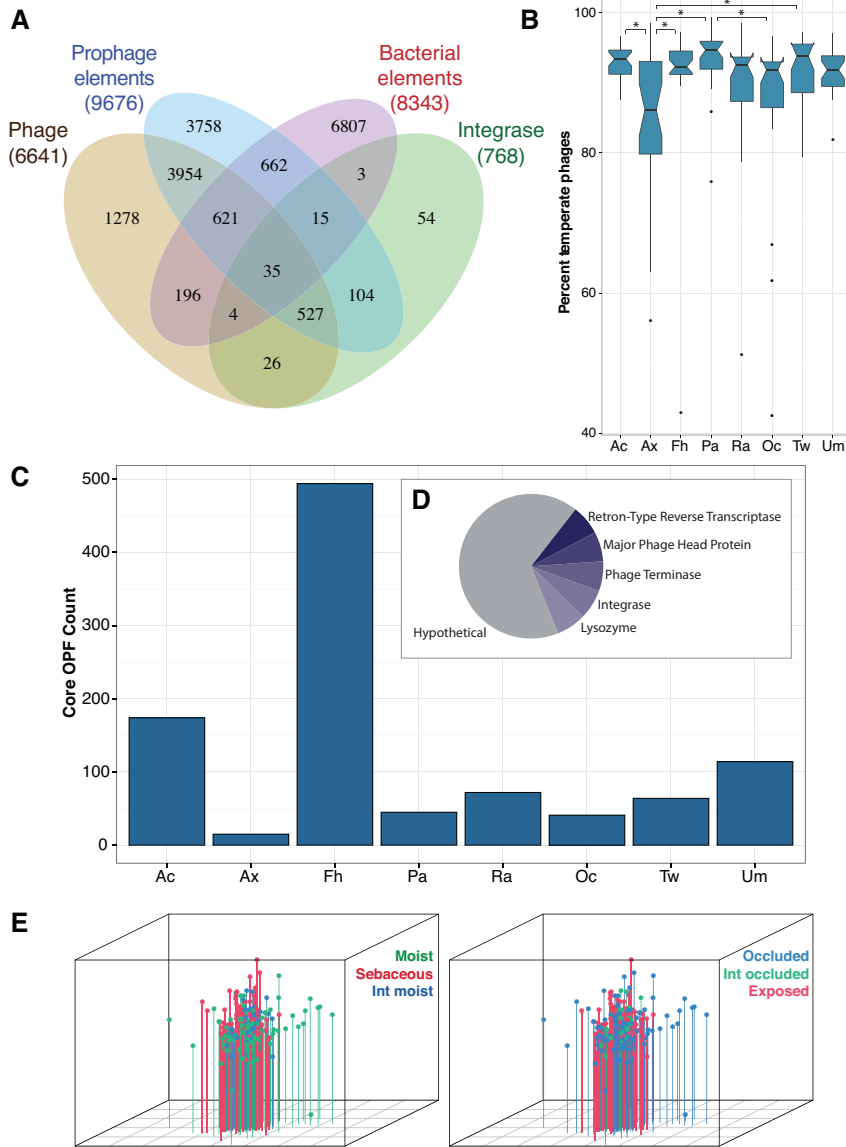 A
Prophage
elements
(9676)
Bacterial
elements
(8343)
Phage
(6641)
Integrase
(768)
3758
6807
3954
662
3
1278
621
15
54
35
196
4
527
104
26
B
Percent temperate phages
100
80
60
40
*
* * * *
Ac Ax Fh Pa Ra Oc Tw Um
C
Core OPF Count
500
400
300
200
100
0
Ac Ax Fh Pa Ra Oc Tw Um
D
Retron-Type Reverse Transcriptase
Major Phage Head Protein
Phage Terminase
Integrase
Lysozyme
Hypothetical
E
Moist
Sebaceous
Int moist
Occluded
Int occluded
Exposed